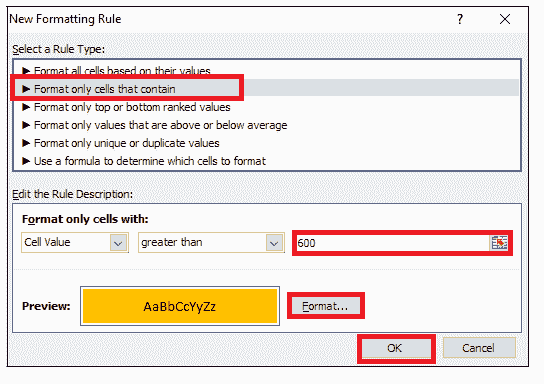 New Formatting Rule ?
Select a Rule Type:
► Format all cells based on their values
► Format only cells that contain
► Format only top or bottom ranked values
► Format only values that are above or below average
► Format only unique or duplicate values
► Use a formula to determine which cells to format
Edit the Rule Description:
Format only cells with:
Cell Value greater than 600
Preview: AaBbCcYyZz Format...
OK Cancel